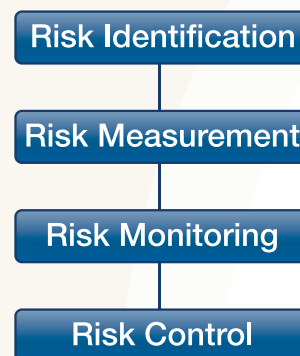 Risk Identification
Risk Measurement
Risk Monitoring
Risk Control